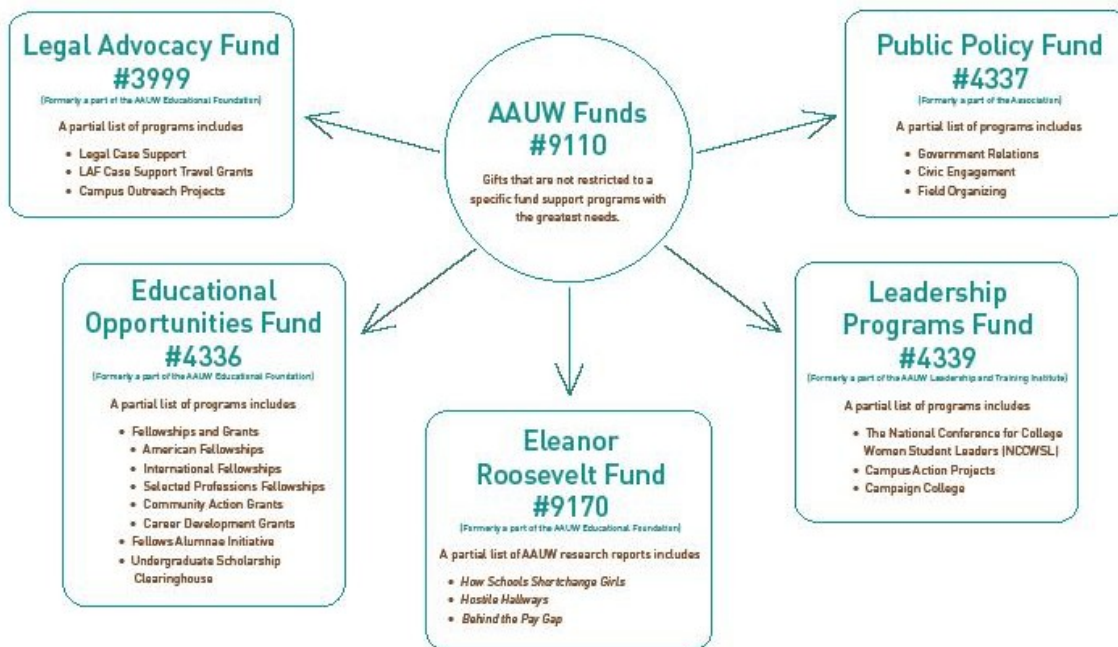 Legal Advocacy Fund
#3999
(Formerly a part of the AAUW Educational Foundation)
A partial list of programs includes
• Legal Case Support
• LAF Case Support Travel Grants
• Campus Outreach Projects
AAUW Funds
#9110
Gifts that are not restricted to a
specific fund support programs with
the greatest needs.
Public Policy Fund
#4337
(Formerly a part of the Association)
A partial list of programs includes
• Government Relations
• Civic Engagement
• Field Organizing
Educational
Opportunities Fund
#4336
(Formerly a part of the AAUW Educational Foundation)
A partial list of programs includes
• Fellowships and Grants
• American Fellowships
• International Fellowships
• Selected Professions Fellowships
• Community Action Grants
• Career Development Grants
• Fellows Alumnae Initiative
• Undergraduate Scholarship
Clearinghouse
Eleanor
Roosevelt Fund
#9170
(Formerly a part of the AAUW Educational Foundation)
A partial list of AAUW research reports includes
• How Schools Shortchange Girls
• Hostile Hallways
• Behind the Pay Gap
Leadership
Programs Fund
#4339
(Formerly a part of the AAUW Leadership and Training Institute)
A partial list of programs includes
• The National Conference for College
Women Student Leaders (NCCWSL)
• Campus Action Projects
• Campaign College